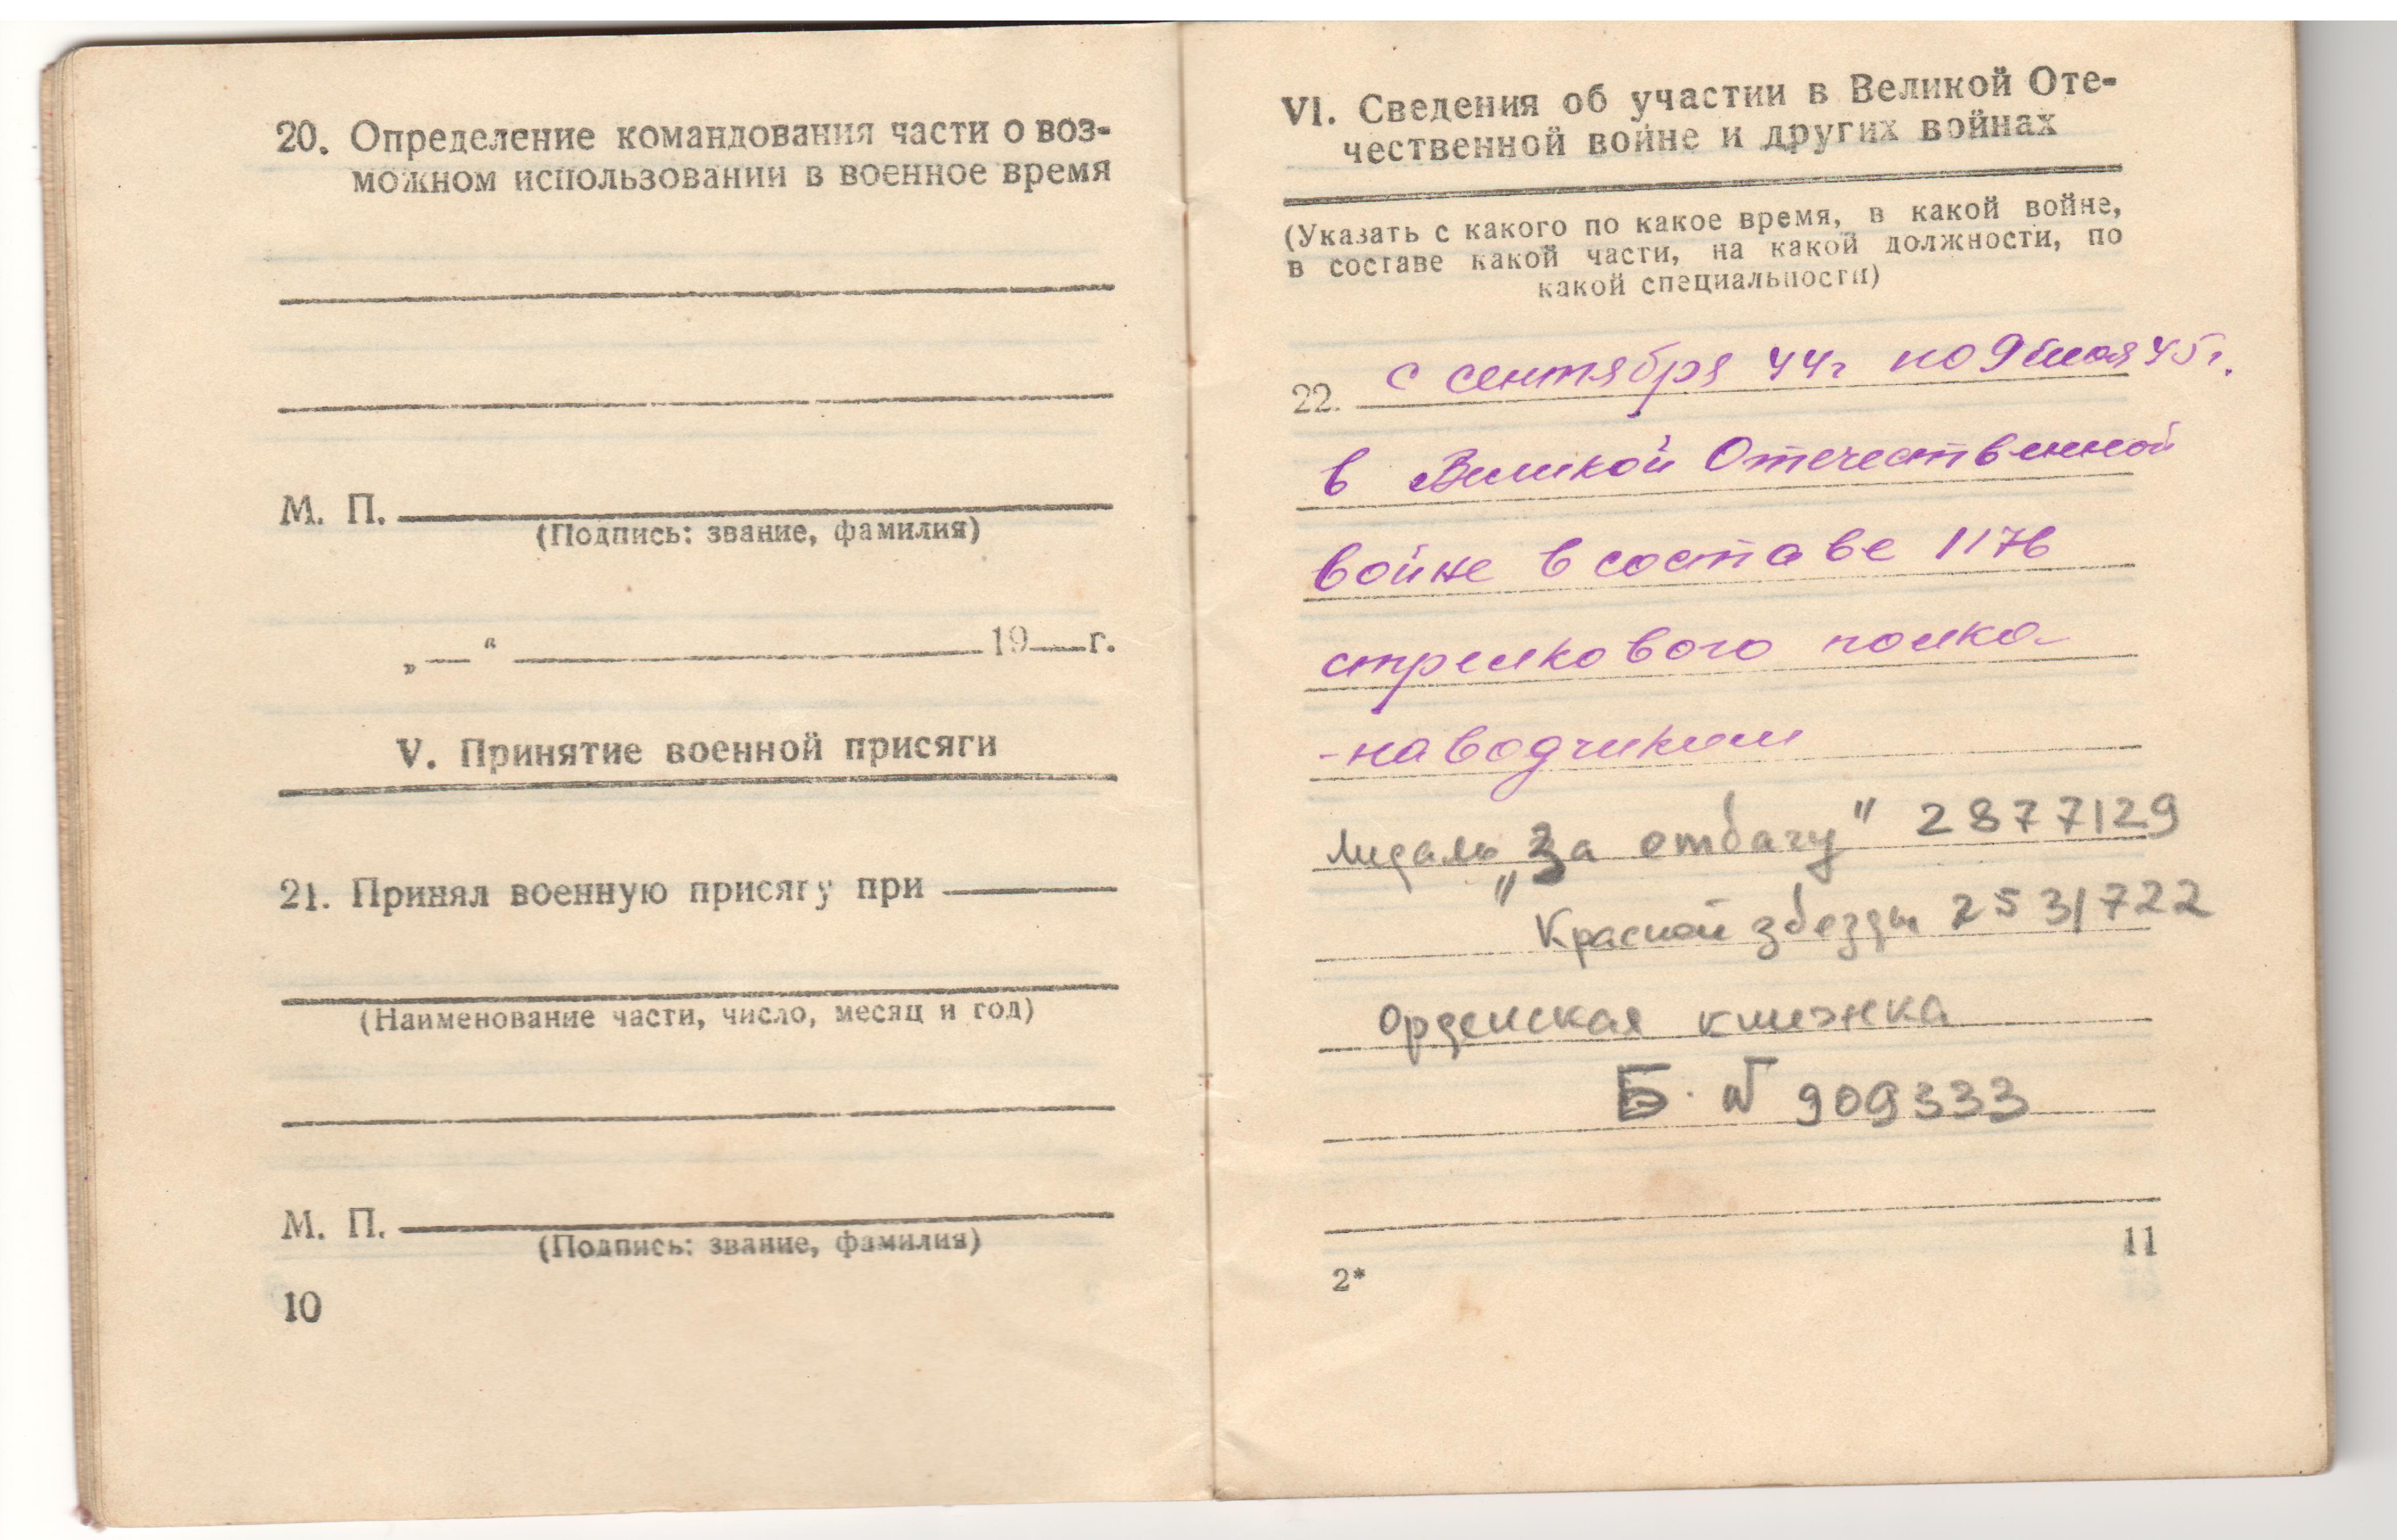 20. Определение командования части о воз-
можном использовании в военное время
М. П.
(Подпись: звание, фамилия)
„—“ 19—г.
V. Принятие военной присяги
21. Принял военную присягу при
(Наименование части, число, месяц и год)
М. П.
(Подпись: звание, фамилия)
10
VI. Сведения об участии в Великой Оте-
чественной войне и других войнах
(Указать с какого по какое время, в какой войне,
в составе какой части, на какой должности, по
какой специальности)
22. с сентября 44г по 9 мая 45г.
в Великой Отечественной
войне в составе 1176
стрелкового полка
-наводчиком
Медаль „За отвагу" 2877129
" Красной звезды 2531722
Орденская книжка
Б. № 909333
11
2*